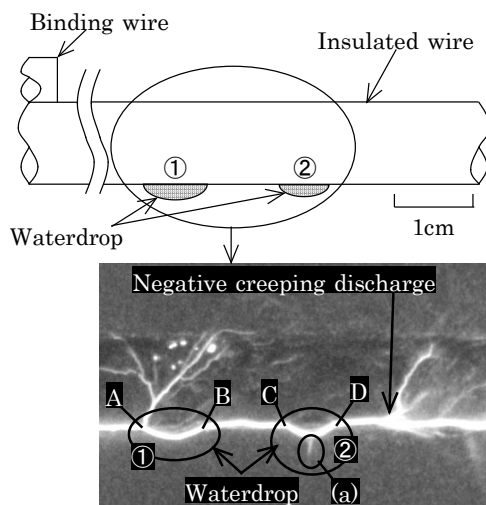 Binding wire
Insulated wire
① ②
Waterdrop
1cm
Negative creeping discharge
A B C D
① ②
Waterdrop (a)